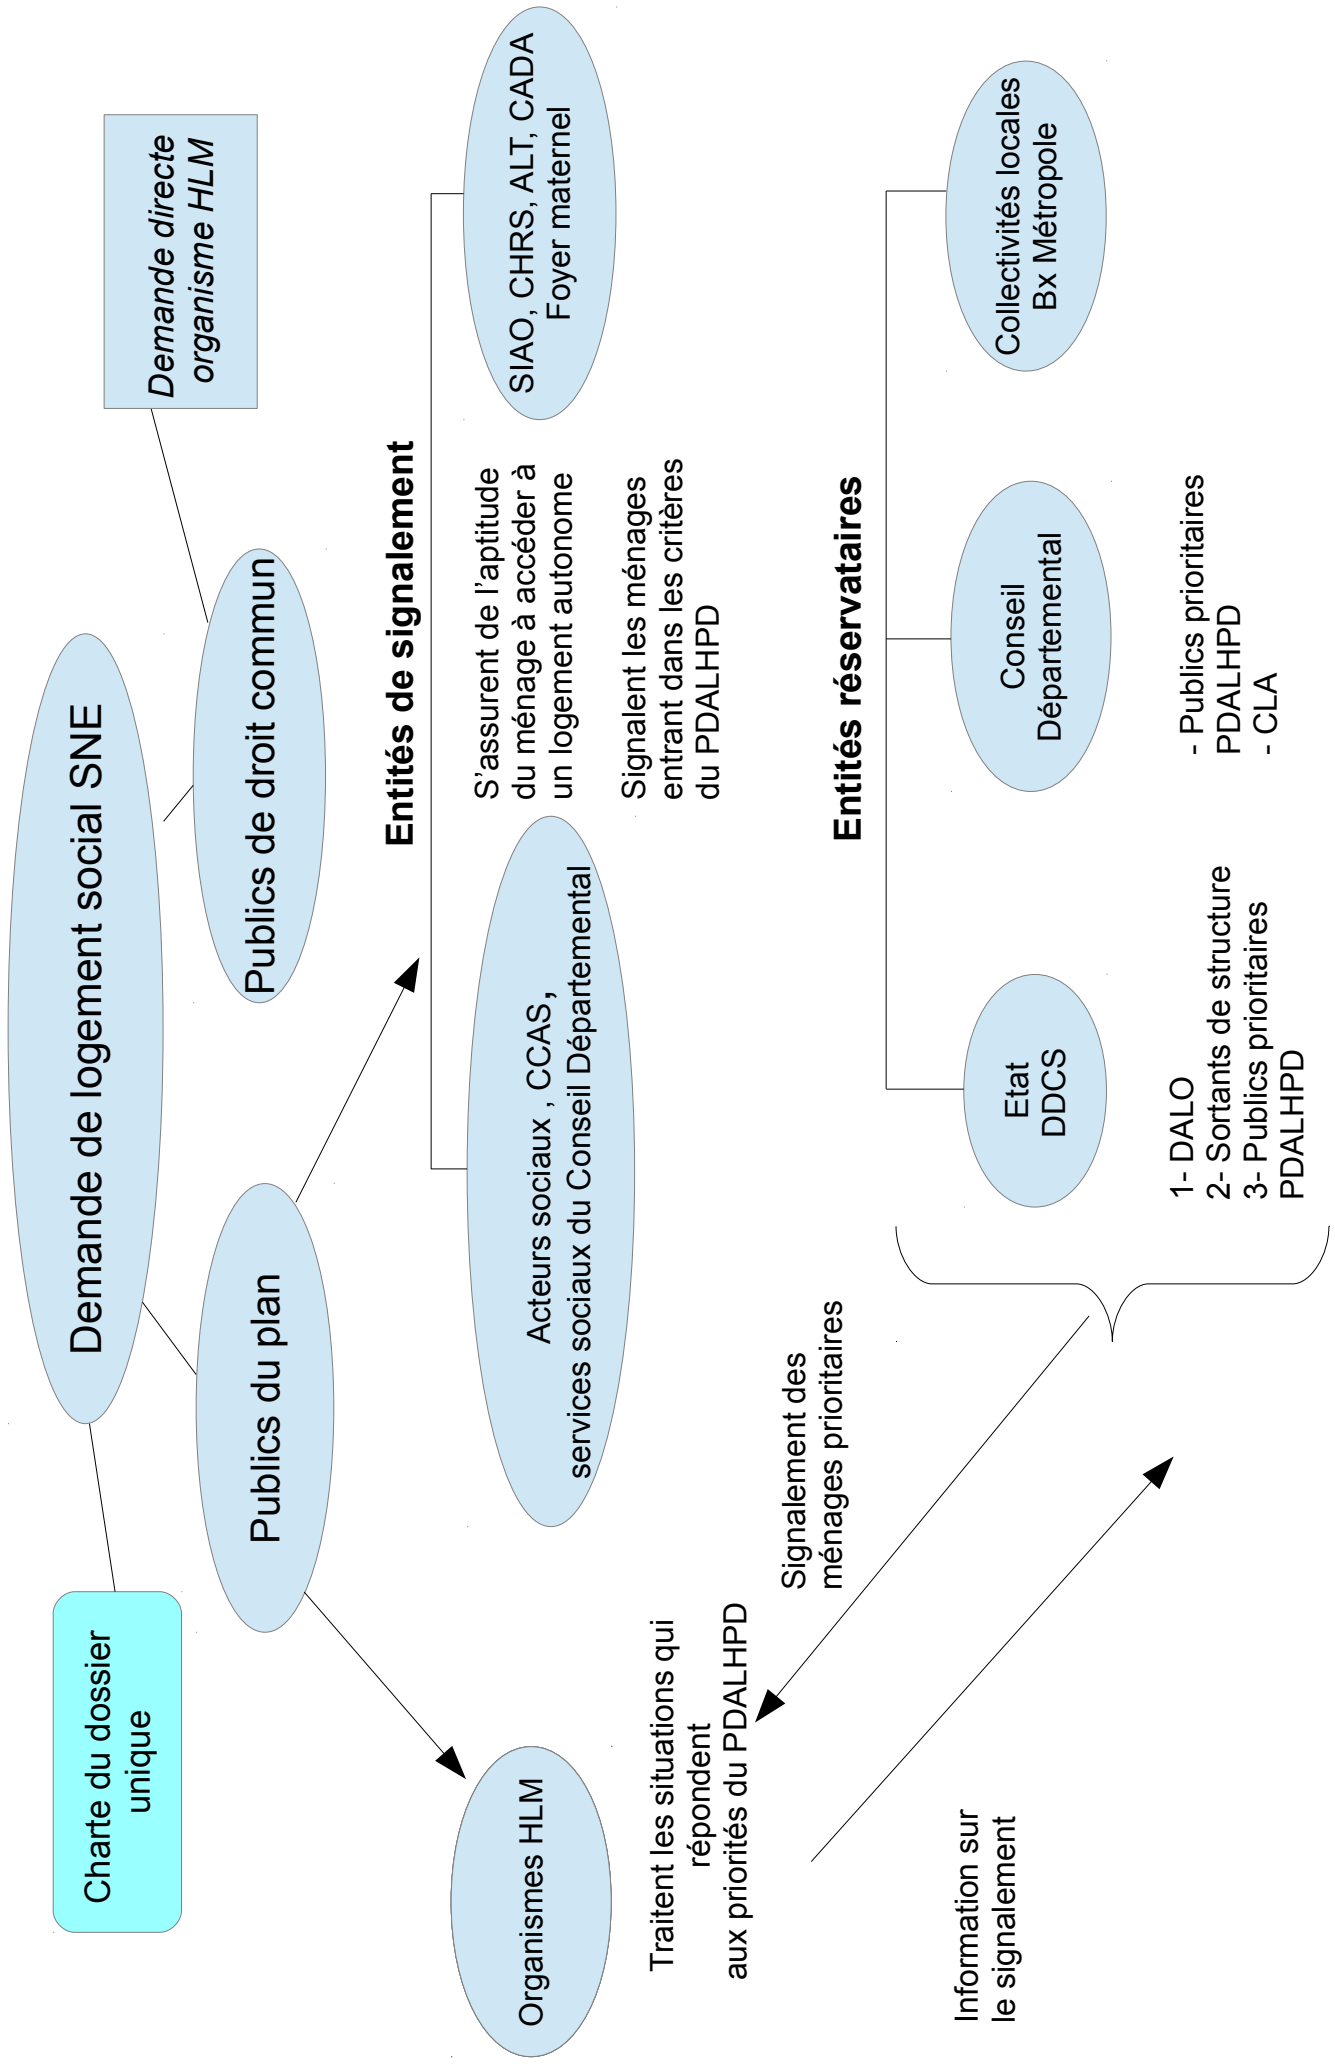 Demande de logement social SNE
Charte du dossier
unique
Demande directe
organisme HLM
Publics du plan
Publics de droit commun
Entités de signalement
Organismes HLM
Acteurs sociaux , CCAS,
services sociaux du Conseil Départemental
S'assurent de l'aptitude
du ménage à accéder à
un logement autonome
Signalent les ménages
entrant dans les critères
du PDALHPD
SIAO, CHRS, ALT, CADA
Foyer maternel
Traitent les situations qui
répondent
aux priorités du PDALHPD
Signalement des
ménages prioritaires
Information sur
le signalement
Entités réservataires
Etat
DDCS
Conseil
Départemental
Collectivités locales
Bx Métropole
1- DALO
2- Sortants de structure
3- Publics prioritaires
PDALHPD
- Publics prioritaires
PDALHPD
- CLA